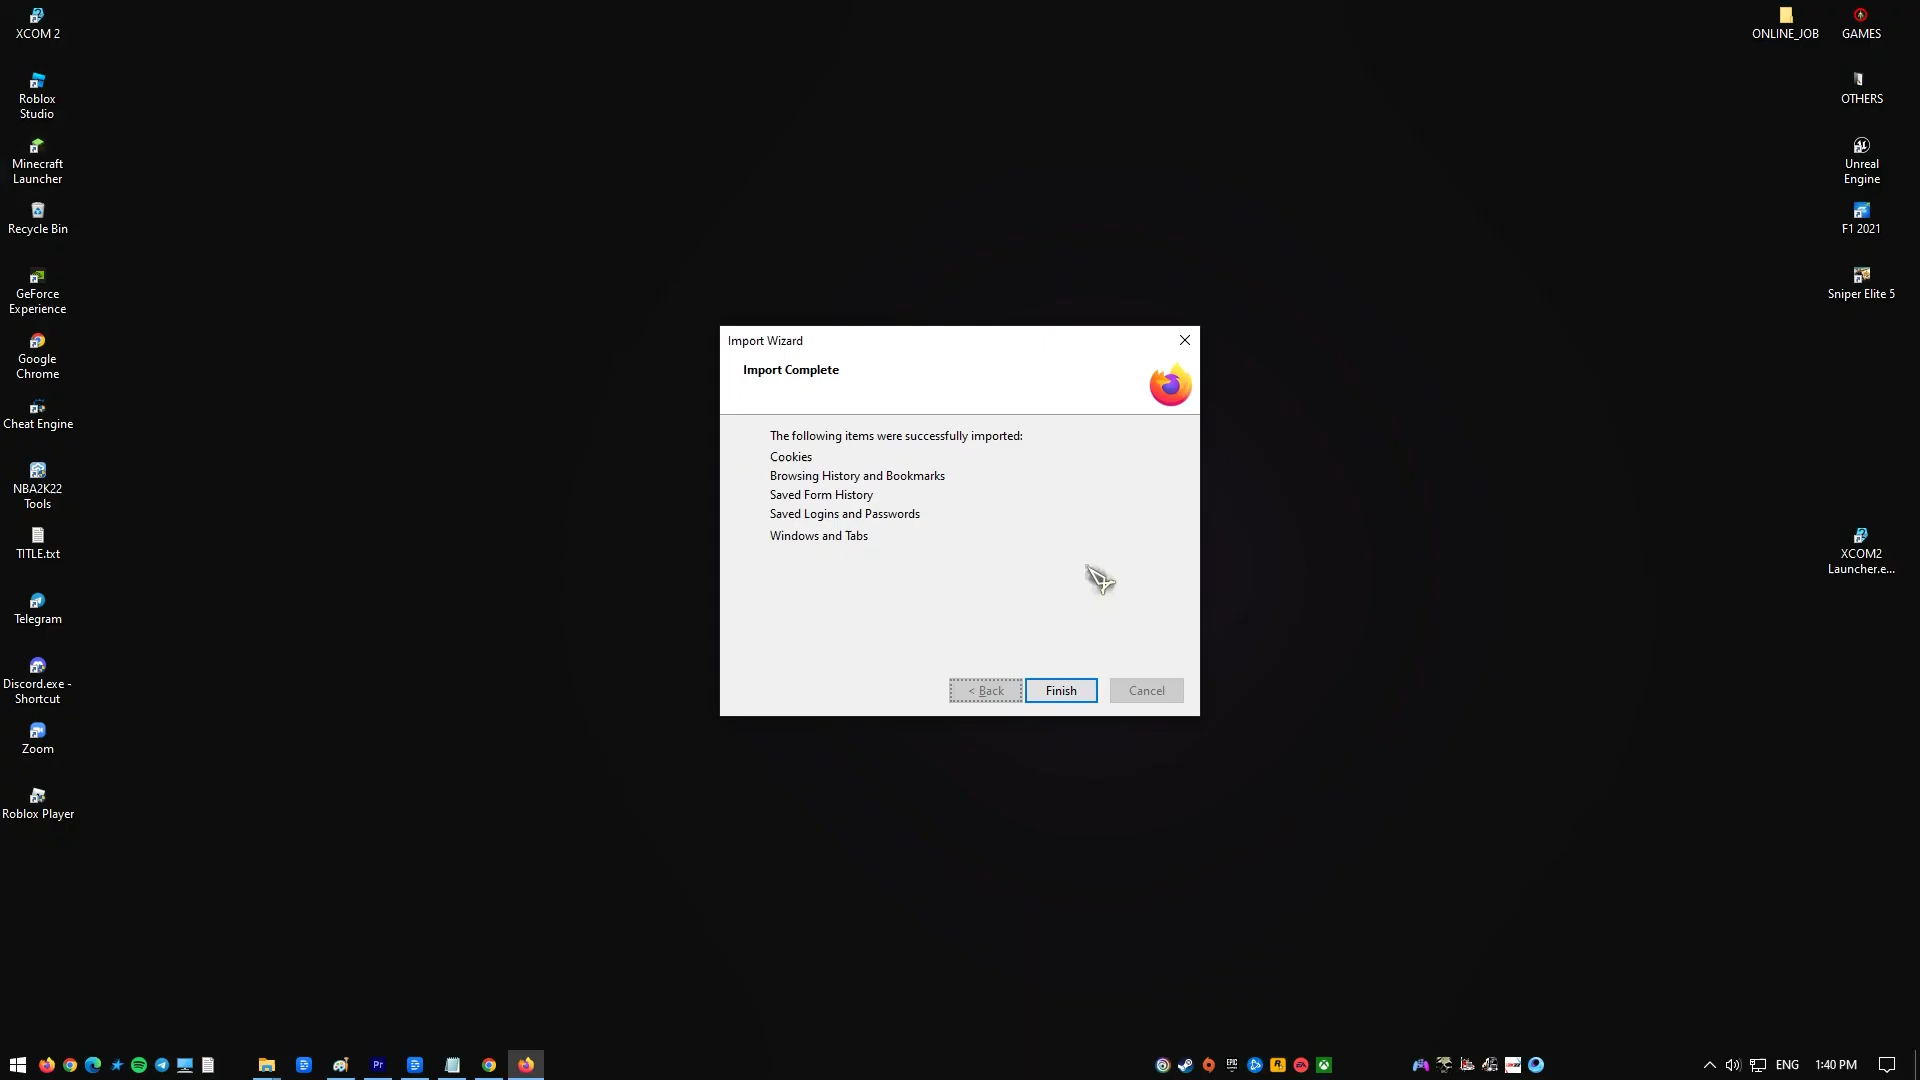 XCOM 2
Roblox
Studio
Minecraft
Launcher
Recycle Bin
GeForce
Experience
Google
Chrome
Cheat Engine
NBA2K22
Tools
TITLE.txt
Telegram
Discord.exe -
Shortcut
Zoom
Roblox Player
ONLINE_JOB
GAMES
OTHERS
Unreal
Engine
F1 2021
Sniper Elite 5
XCOM2
Launcher.e...
Import Wizard
Import Complete
The following items were successfully imported:
Cookies
Browsing History and Bookmarks
Saved Form History
Saved Logins and Passwords
Windows and Tabs
< Back
Finish
Cancel
Pr
EPIC
EA
ENG
1:40 PM